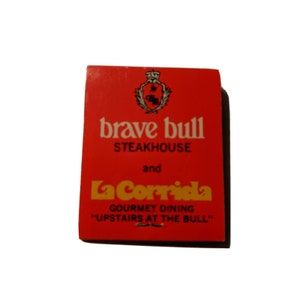 brave bull
STEAKHOUSE
and
La Corrida
GOURMET DINING
"UPSTAIRS AT THE BULL"